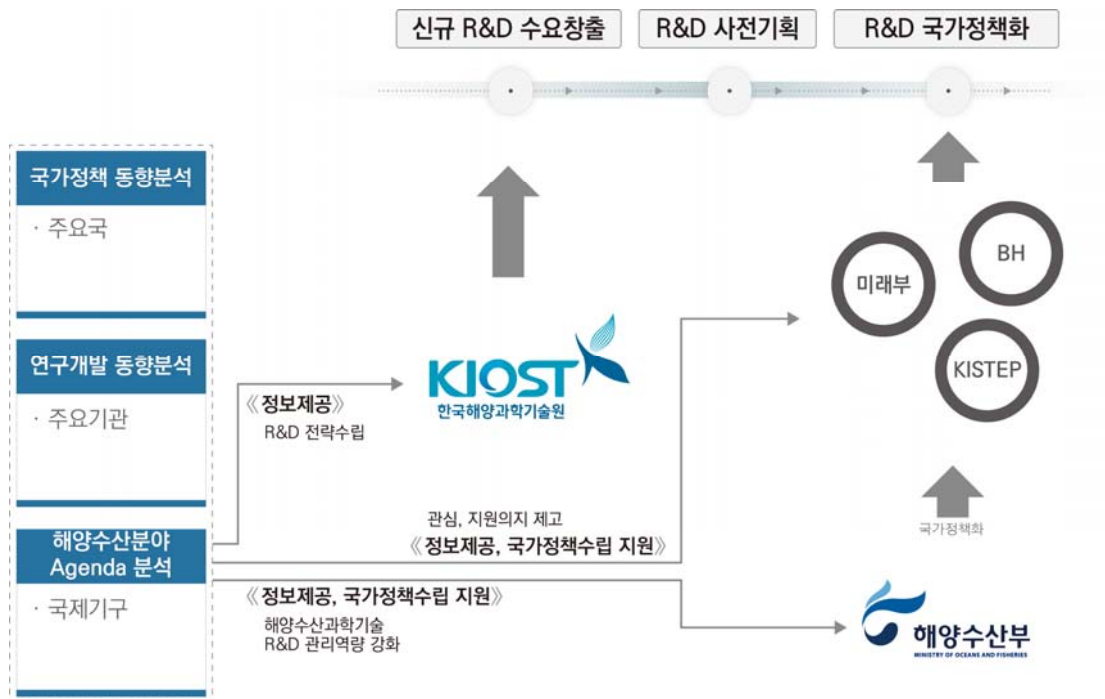 신규 R&D 수요창출
R&D 사전기획
R&D 국가정책화
국가정책 동향분석
· 주요국
연구개발 동향분석
· 주요기관
해양수산분야
Agenda 분석
· 국제기구
《정보제공》
R&D 전략수립
KIOST
한국해양과학기술원
관심, 지원의지 제고
《정보제공, 국가정책수립 지원》
《정보제공, 국가정책수립 지원》
해양수산과학기술
R&D 관리역량 강화
미래부
BH
KISTEP
국가정책화
해양수산부
MINISTRY OF OCEANS AND FISHERIES